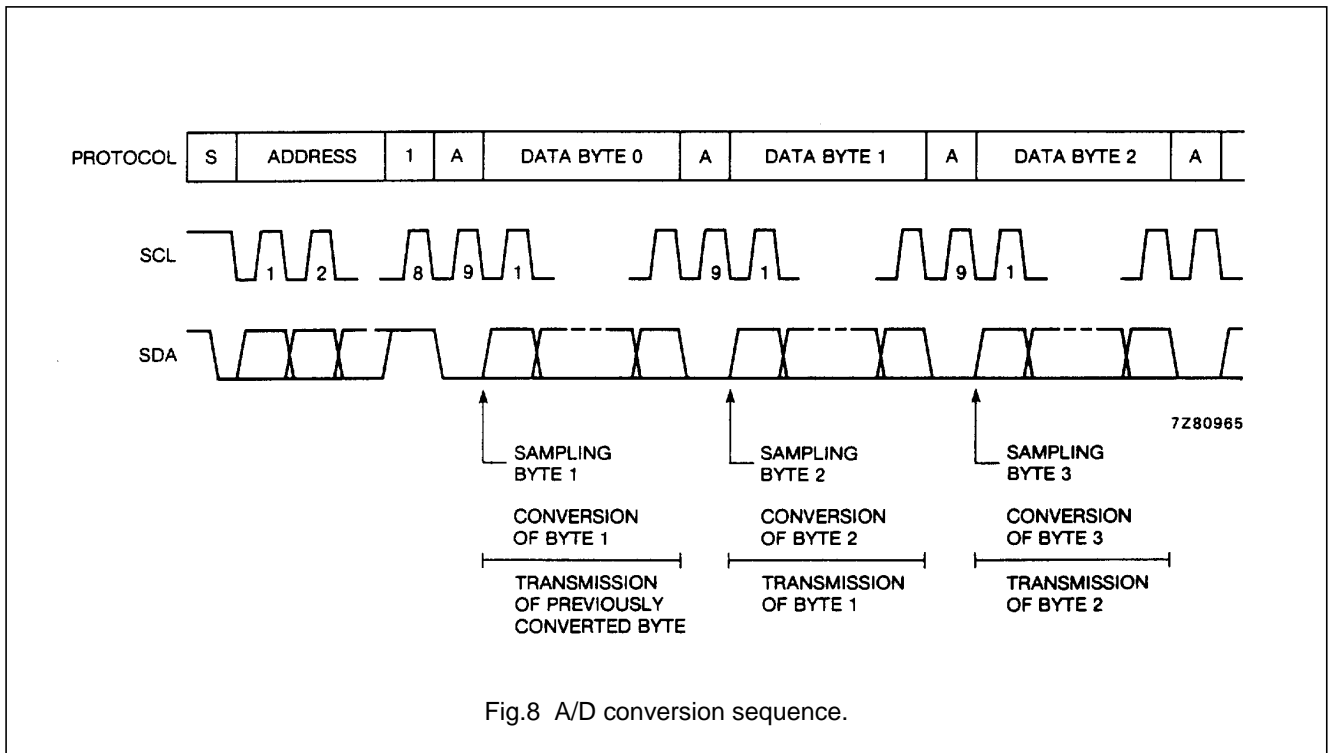 PROTOCOL S ADDRESS 1 A DATA BYTE 0 A DATA BYTE 1 A DATA BYTE 2 A
SCL 1 2 8 9 1 9 1 9 1
SDA
7Z80965
SAMPLING BYTE 1
SAMPLING BYTE 2
SAMPLING BYTE 3
CONVERSION OF BYTE 1
CONVERSION OF BYTE 2
CONVERSION OF BYTE 3
TRANSMISSION OF PREVIOUSLY CONVERTED BYTE
TRANSMISSION OF BYTE 1
TRANSMISSION OF BYTE 2
Fig.8 A/D conversion sequence.